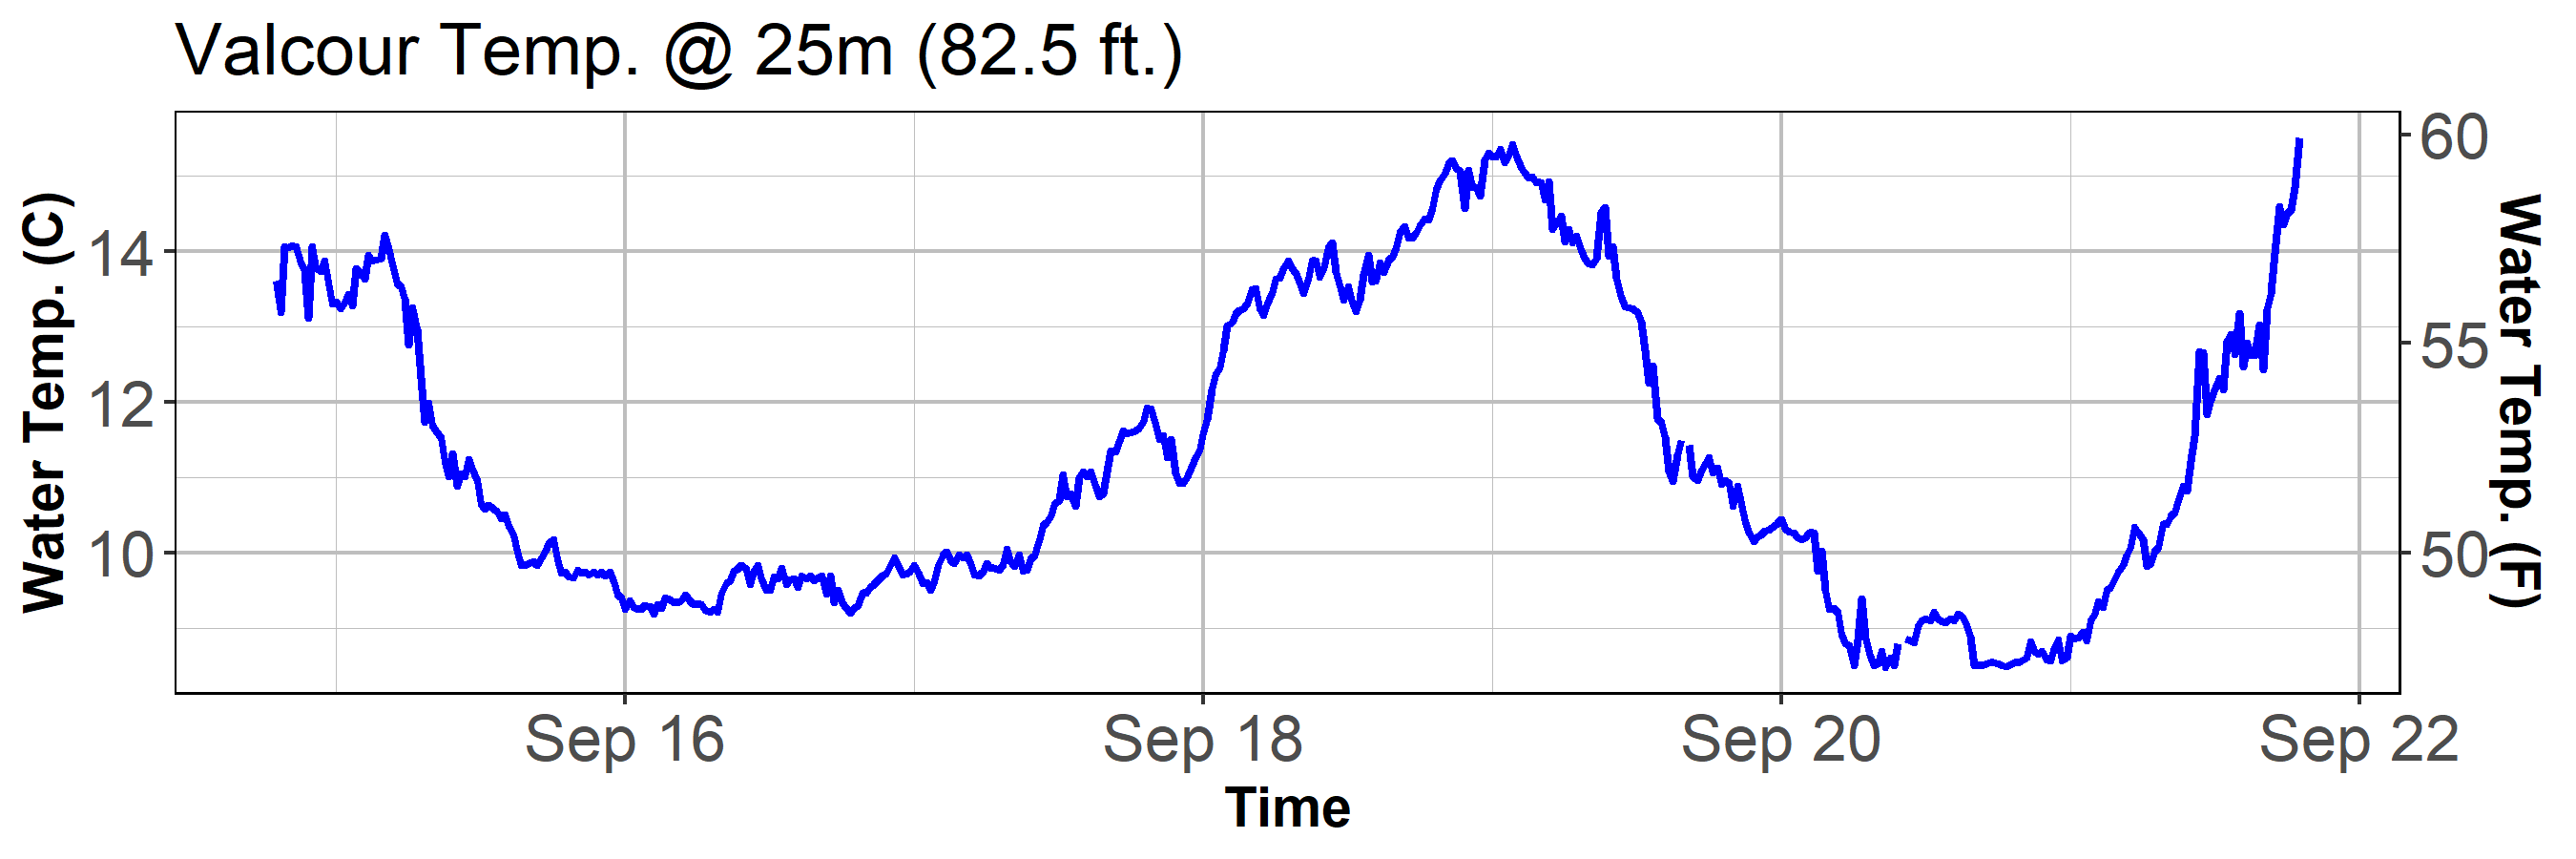 Valcour Temp. @ 25m (82.5 ft.)
Water Temp. (C)
14
12
10
60
55
50
Water Temp. (F)
Sep 16
Sep 18
Sep 20
Sep 22
Time